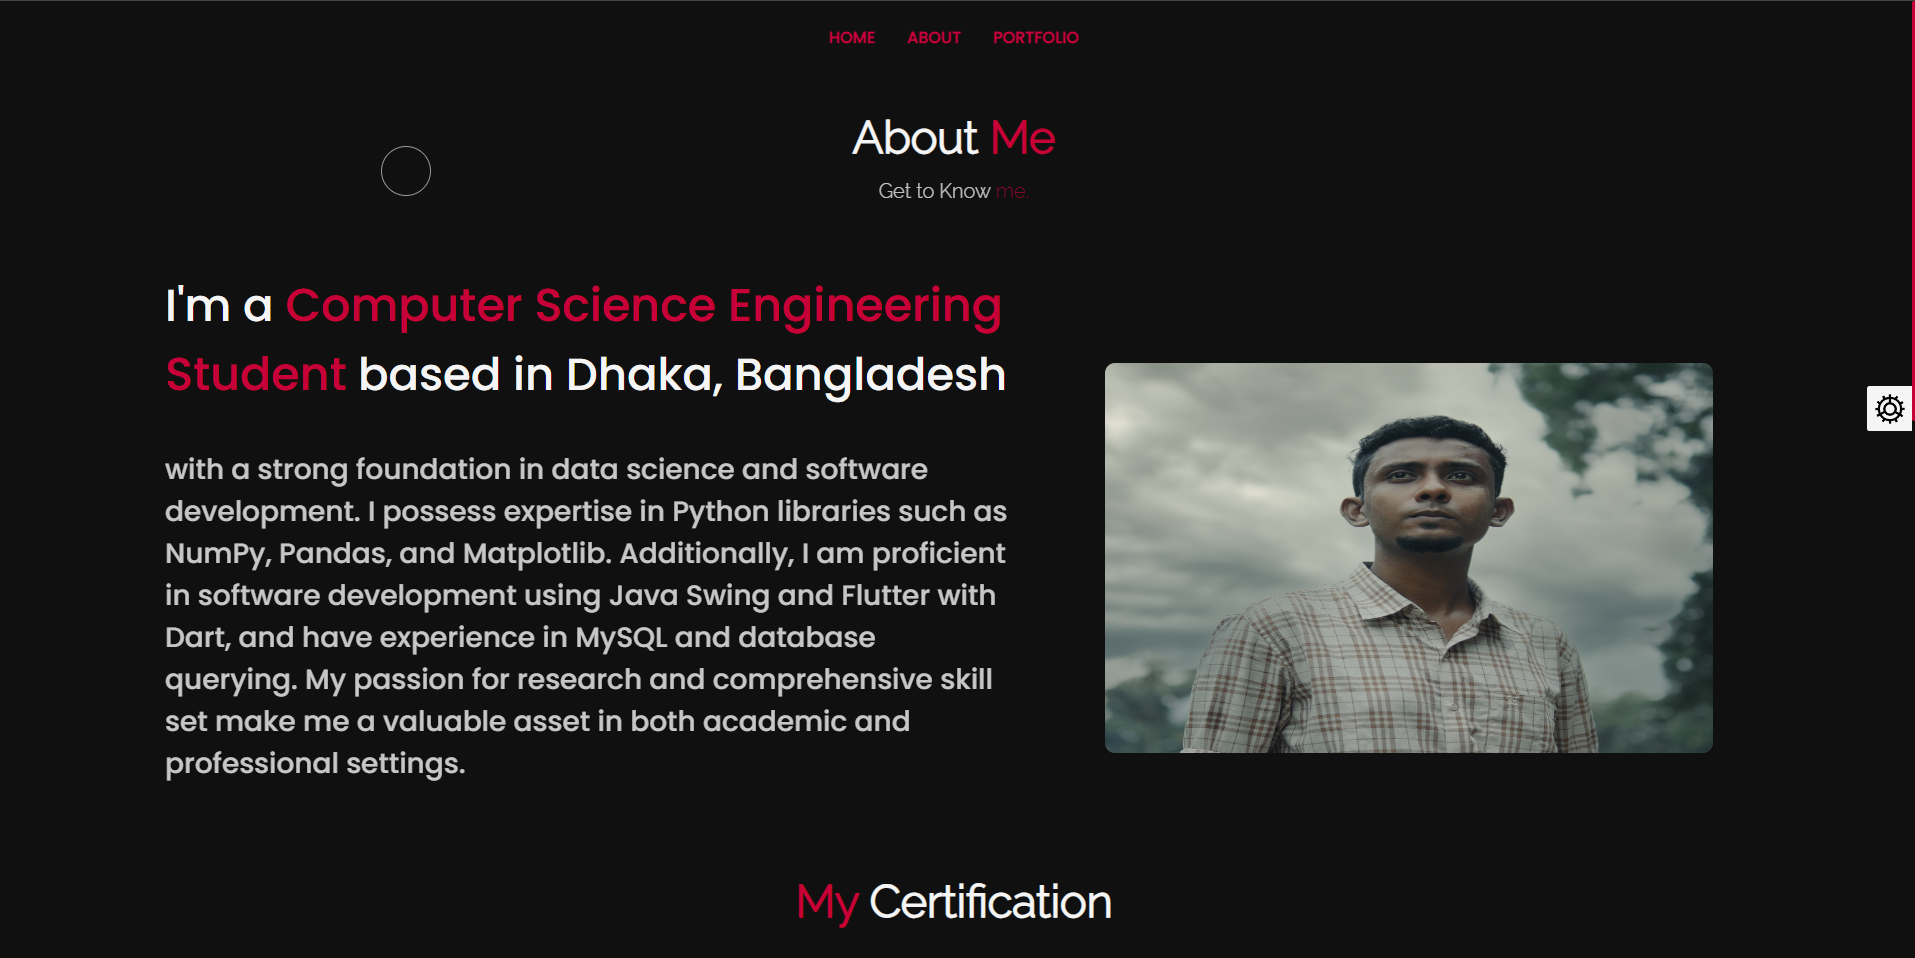 HOME ABOUT PORTFOLIO
About Me
Get to Know me.
I'm a Computer Science Engineering
Student based in Dhaka, Bangladesh
with a strong foundation in data science and software
development. I possess expertise in Python libraries such as
NumPy, Pandas, and Matplotlib. Additionally, I am proficient
in software development using Java Swing and Flutter with
Dart, and have experience in MySQL and database
querying. My passion for research and comprehensive skill
set make me a valuable asset in both academic and
professional settings.
My Certification